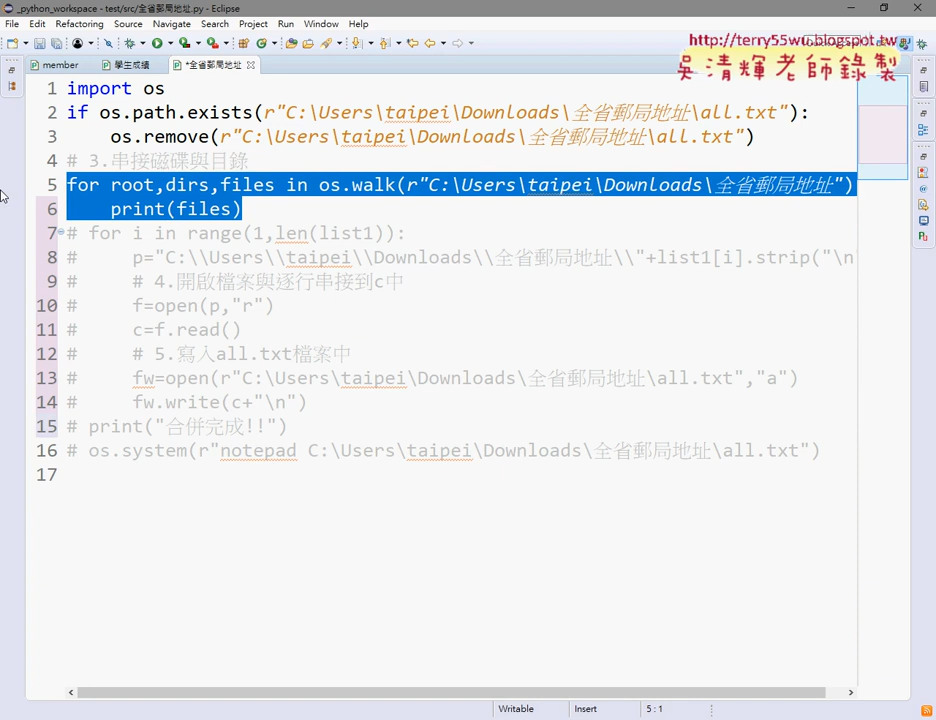 _python_workspace - test/src/全省郵局地址.py - Eclipse
File Edit Refactoring Source Navigate Search Project Run Window Help
http://terry55wu.blogspot.tw
吳清輝老師錄製
member 學生成績 *全省郵局地址
1 import os
2 if os.path.exists(r"C:\Users\taipei\Downloads\全省郵局地址\all.txt"):
3 os.remove(r"C:\Users\taipei\Downloads\全省郵局地址\all.txt")
4 # 3.串接磁碟與目錄
5 for root,dirs,files in os.walk(r"C:\Users\taipei\Downloads\全省郵局地址")
6 print(files)
7 # for i in range(1,len(list1)):
8 # p="C:\\Users\\taipei\\Downloads\\全省郵局地址\\"+list1[i].strip("\n"
9 # # 4.開啟檔案與逐行串接到c中
10 # f=open(p,"r")
11 # c=f.read()
12 # # 5.寫入all.txt檔案中
13 # fw=open(r"C:\Users\taipei\Downloads\全省郵局地址\all.txt","a")
14 # fw.write(c+"\n")
15 # print("合併完成!!")
16 # os.system(r"notepad C:\Users\taipei\Downloads\全省郵局地址\all.txt")
17
Writable Insert 5 : 1